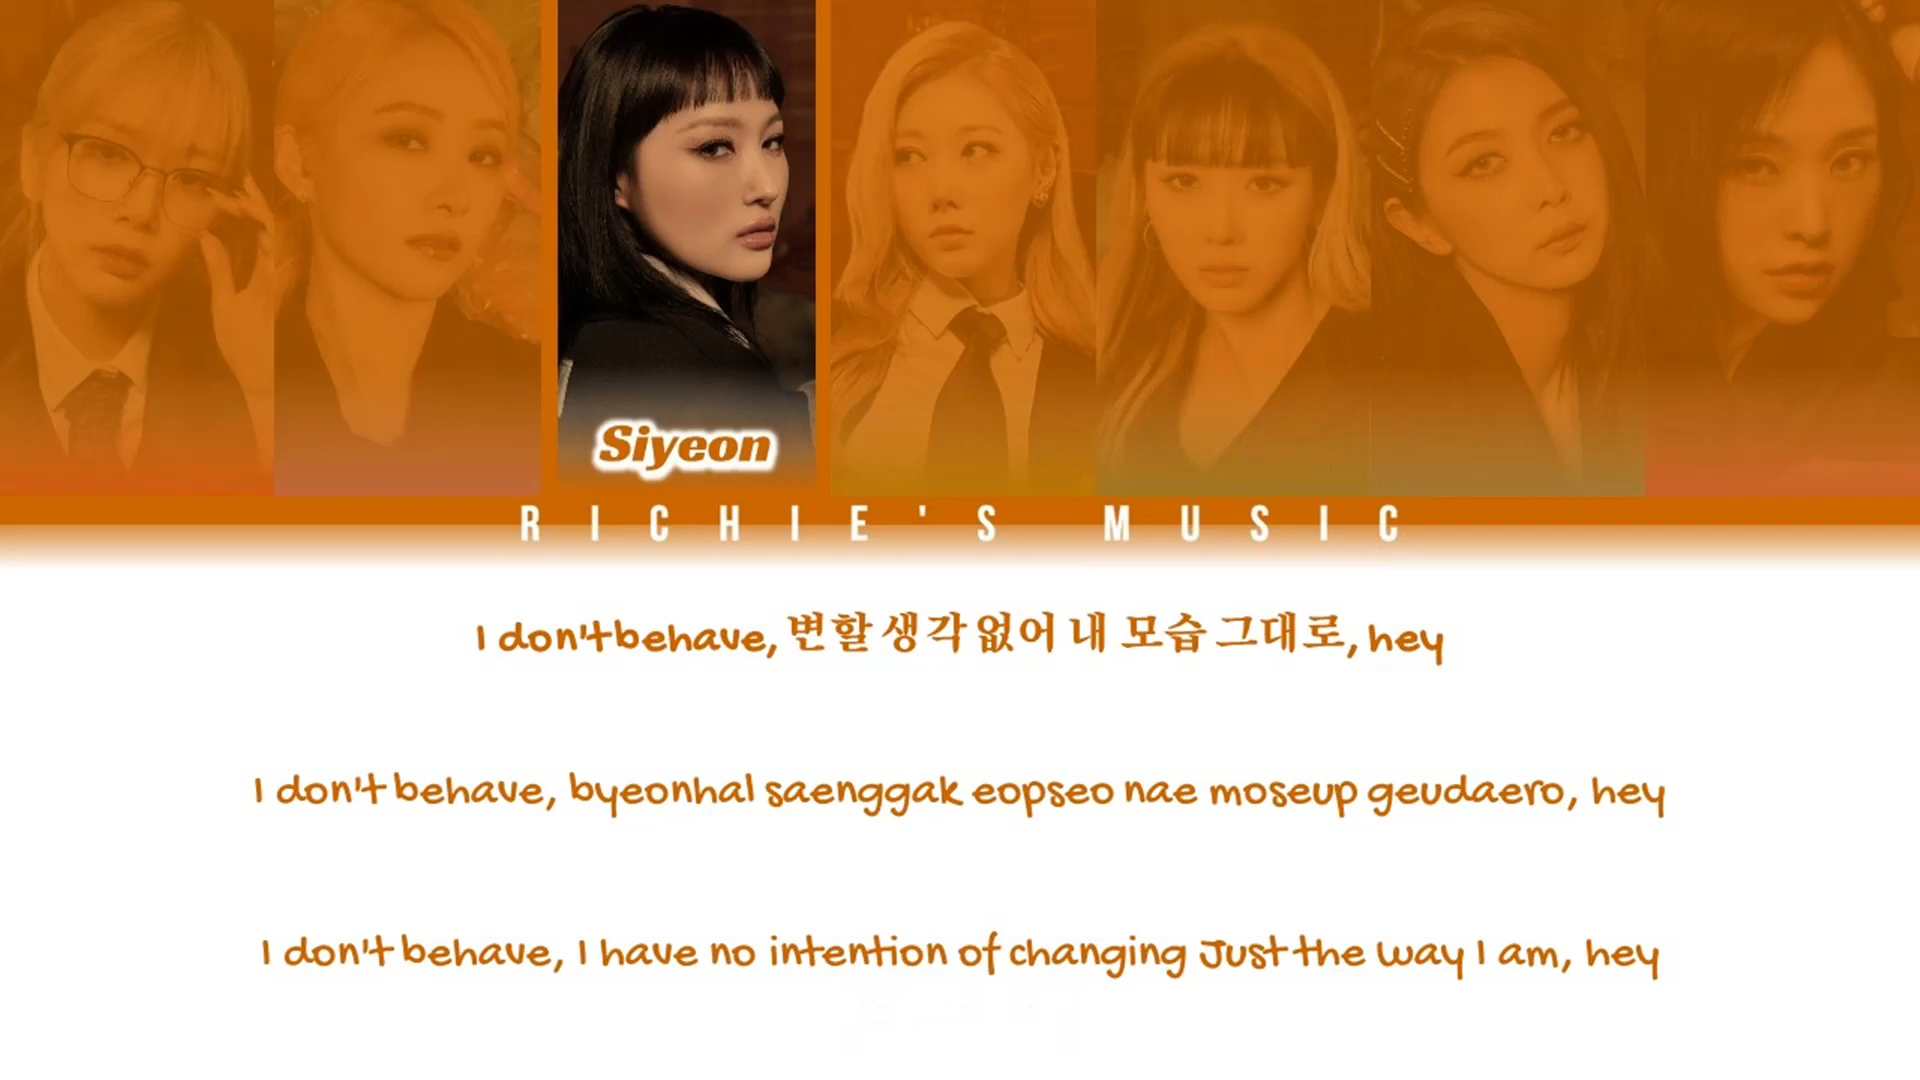 Siyeon
RICHIE'S MUSIC
I don't behave, 변할 생각 없어 내 모습 그대로, hey
I don't behave, byeonhal saenggak eopseo nae moseup geudaero, hey
I don't behave, I have no intention of changing Just the way I am, hey